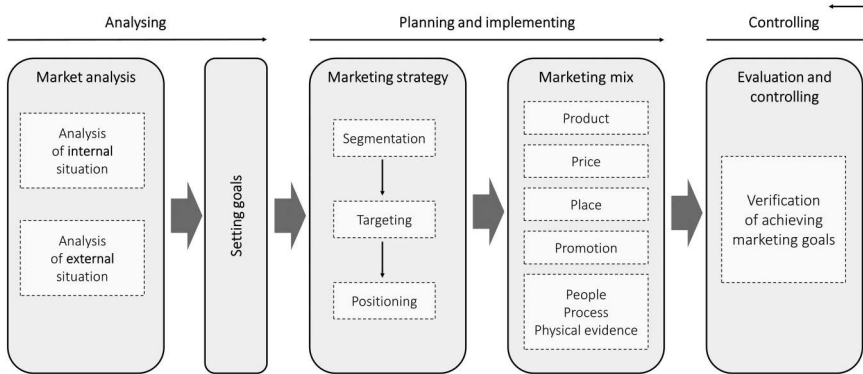 Analysing
Planning and implementing
Controlling
Market analysis
Analysis
of internal
situation
Analysis
of external
situation
Setting goals
Marketing strategy
Segmentation
Targeting
Positioning
Marketing mix
Product
Price
Place
Promotion
People
Process
Physical evidence
Evaluation and
controlling
Verification
of achieving
marketing goals